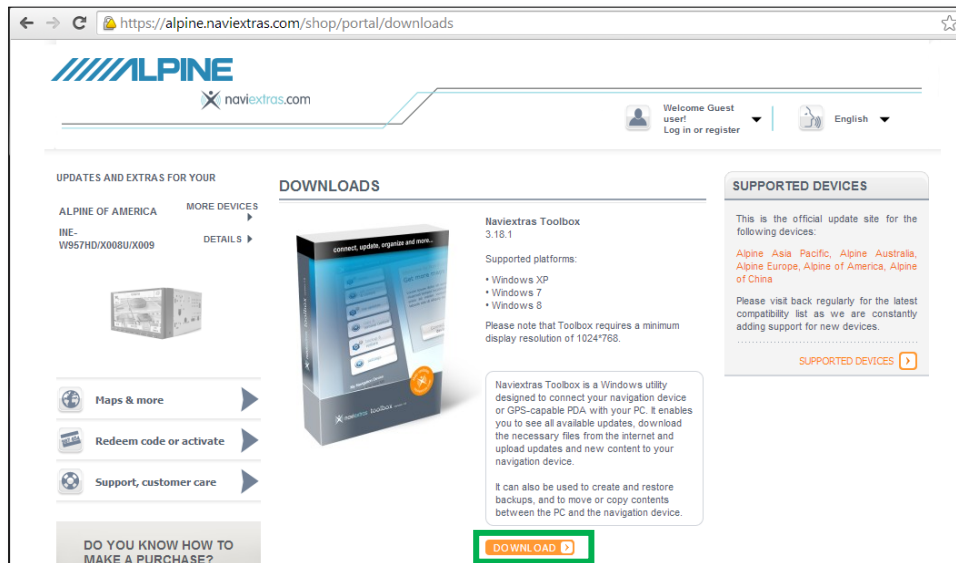 https://alpine.naviextras.com/shop/portal/downloads
ALPINE
naviextras.com
Welcome Guest
user!
Log in or register
English
UPDATES AND EXTRAS FOR YOUR
ALPINE OF AMERICA
MORE DEVICES
INE-
W957HD/X008U/X009
DETAILS
Maps & more
Redeem code or activate
Support, customer care
DO YOU KNOW HOW TO
MAKE A PURCHASE?
DOWNLOADS
connect, update, organize and more...
naviextras toolbox
Naviextras Toolbox
3.18.1
Supported platforms:
• Windows XP
• Windows 7
• Windows 8
Please note that Toolbox requires a minimum
display resolution of 1024*768.
Naviextras Toolbox is a Windows utility
designed to connect your navigation device
or GPS-capable PDA with your PC. It enables
you to see all available updates, download
the necessary files from the internet and
upload updates and new content to your
navigation device.
It can also be used to create and restore
backups, and to move or copy contents
between the PC and the navigation device.
DOWNLOAD
SUPPORTED DEVICES
This is the official update site for the
following devices:
Alpine Asia Pacific, Alpine Australia,
Alpine Europe, Alpine of America, Alpine
of China
Please visit back regularly for the latest
compatibility list as we are constantly
adding support for new devices.
SUPPORTED DEVICES